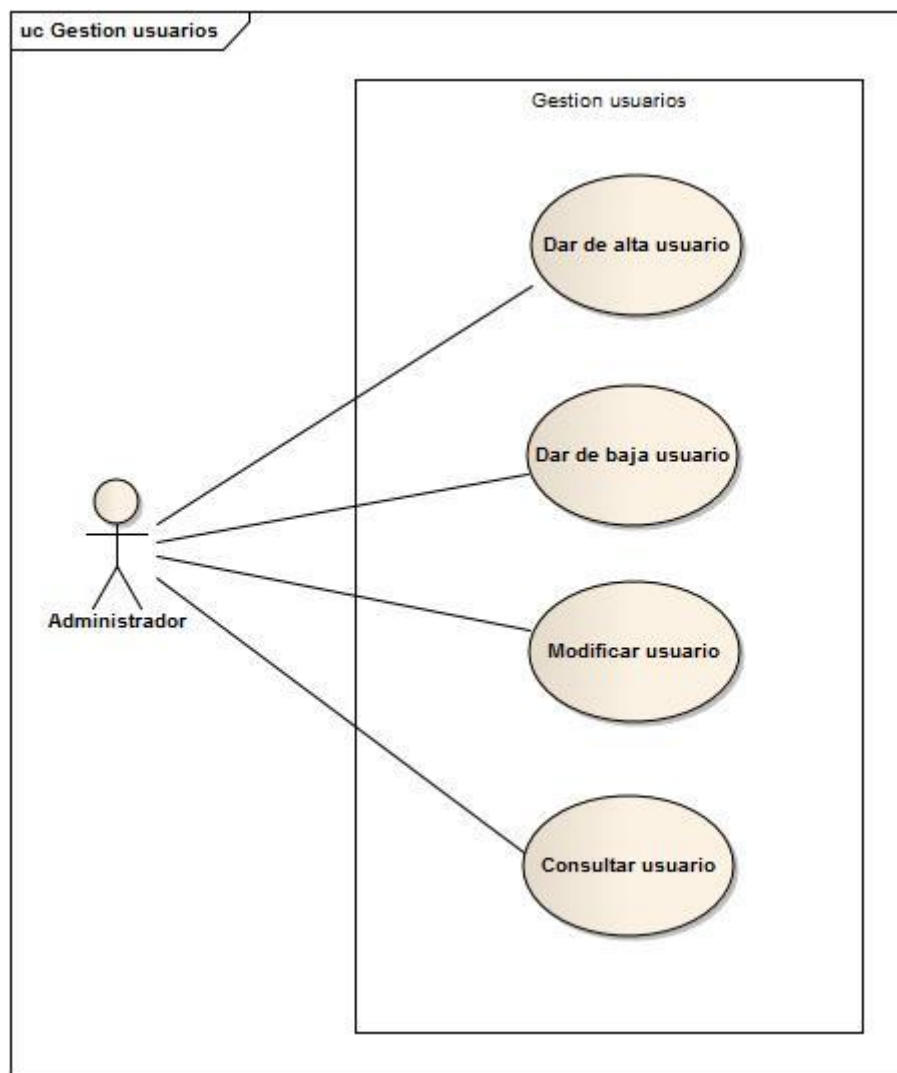 uc Gestion usuarios
Gestion usuarios
Dar de alta usuario
Dar de baja usuario
Administrador
Modificar usuario
Consultar usuario